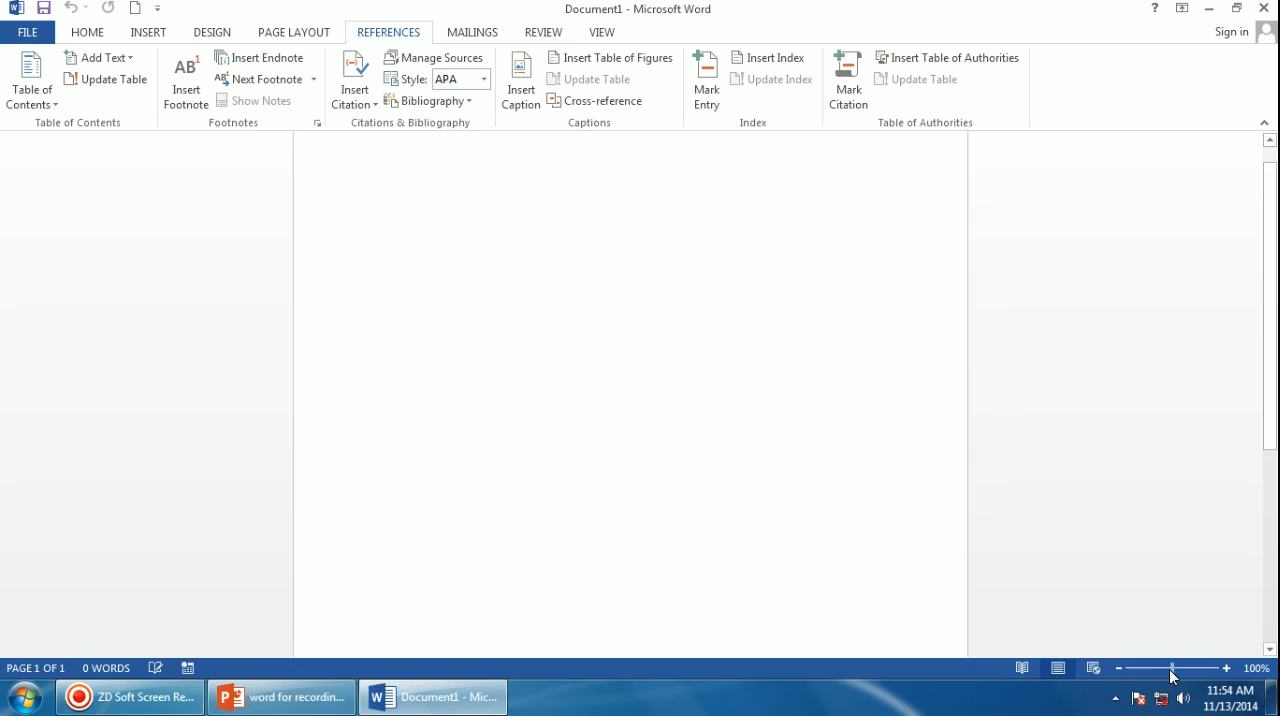 Document1 - Microsoft Word
?
Sign in
FILE HOME INSERT DESIGN PAGE LAYOUT REFERENCES MAILINGS REVIEW VIEW
Table of Contents
Add Text
Update Table
Table of Contents
AB1
Insert Footnote
Insert Endnote
AB1 Next Footnote
Show Notes
Footnotes
Insert Citation
Manage Sources
Style: APA
Bibliography
Citations & Bibliography
Insert Caption
Insert Table of Figures
Update Table
Cross-reference
Captions
Mark Entry
Insert Index
Update Index
Index
Mark Citation
Insert Table of Authorities
Update Table
Table of Authorities
PAGE 1 OF 1 0 WORDS
100%
ZD Soft Screen Re...
word for recordin...
Document1 - Mic...
11:54 AM
11/13/2014